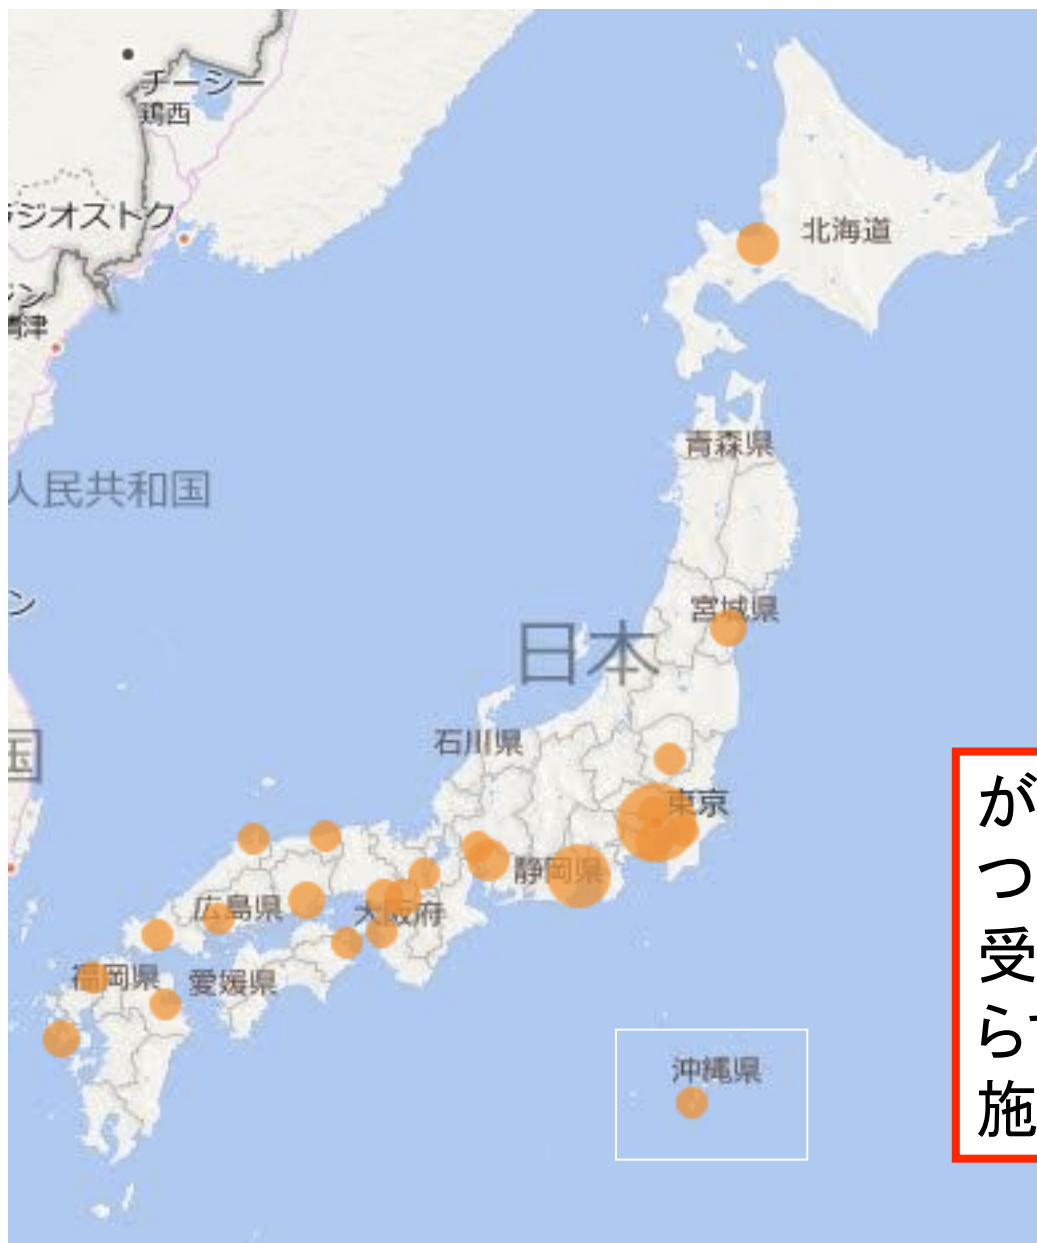 チーシー
鶏西
ジオストク
人民共和国
ン
国
北海道
青森県
宮城県
日本
石川県
東京
静岡県
広島県
大阪府
福岡県
愛媛県
沖縄県
が
つ
受
ら
施